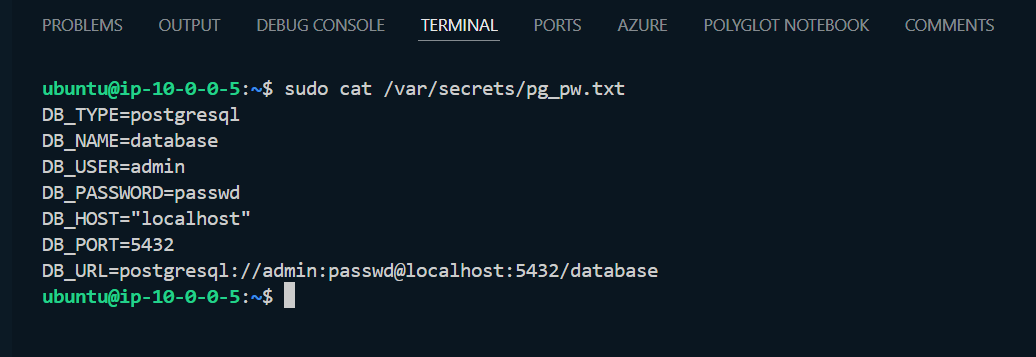 PROBLEMS OUTPUT DEBUG CONSOLE TERMINAL PORTS AZURE POLYGLOT NOTEBOOK COMMENTS
ubuntu@ip-10-0-0-5:~$ sudo cat /var/secrets/pg_pw.txt
DB_TYPE=postgresql
DB_NAME=database
DB_USER=admin
DB_PASSWORD=passwd
DB_HOST="localhost"
DB_PORT=5432
DB_URL=postgresql://admin:passwd@localhost:5432/database
ubuntu@ip-10-0-0-5:~$